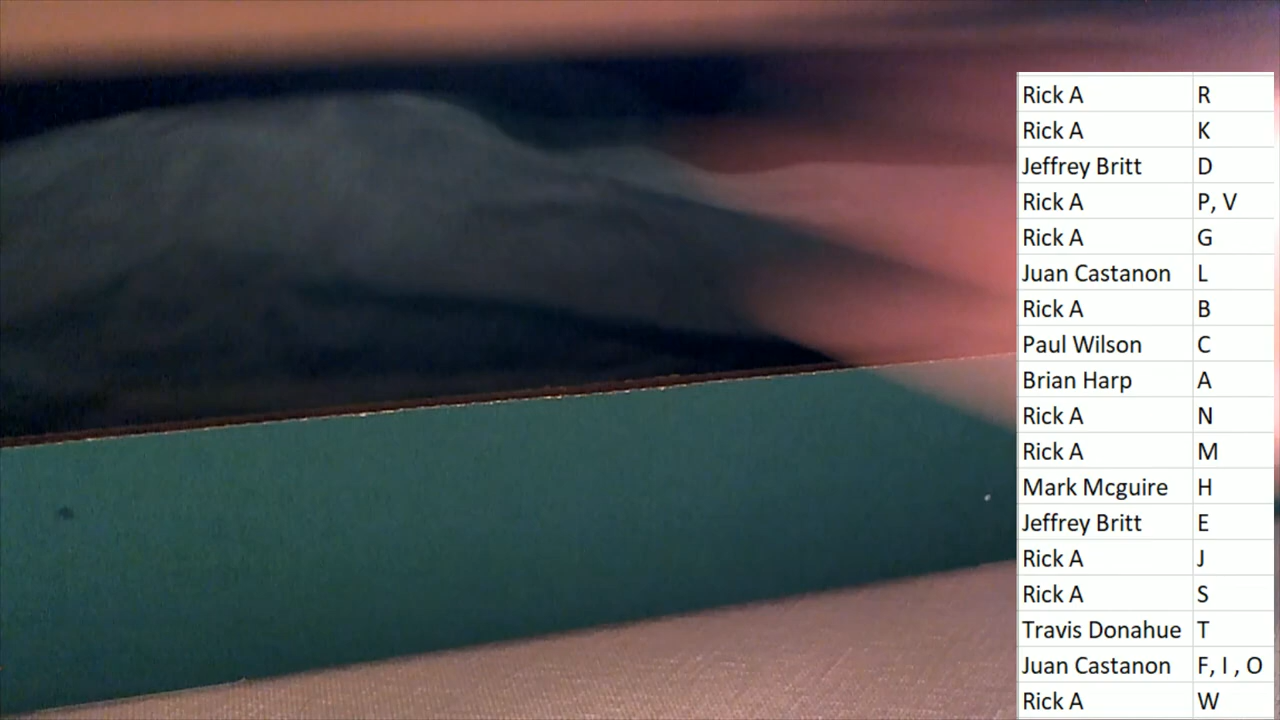 Rick A R
Rick A K
Jeffrey Britt D
Rick A P, V
Rick A G
Juan Castanon L
Rick A B
Paul Wilson C
Brian Harp A
Rick A N
Rick A M
Mark Mcguire H
Jeffrey Britt E
Rick A J
Rick A S
Travis Donahue T
Juan Castanon F, I , O
Rick A W